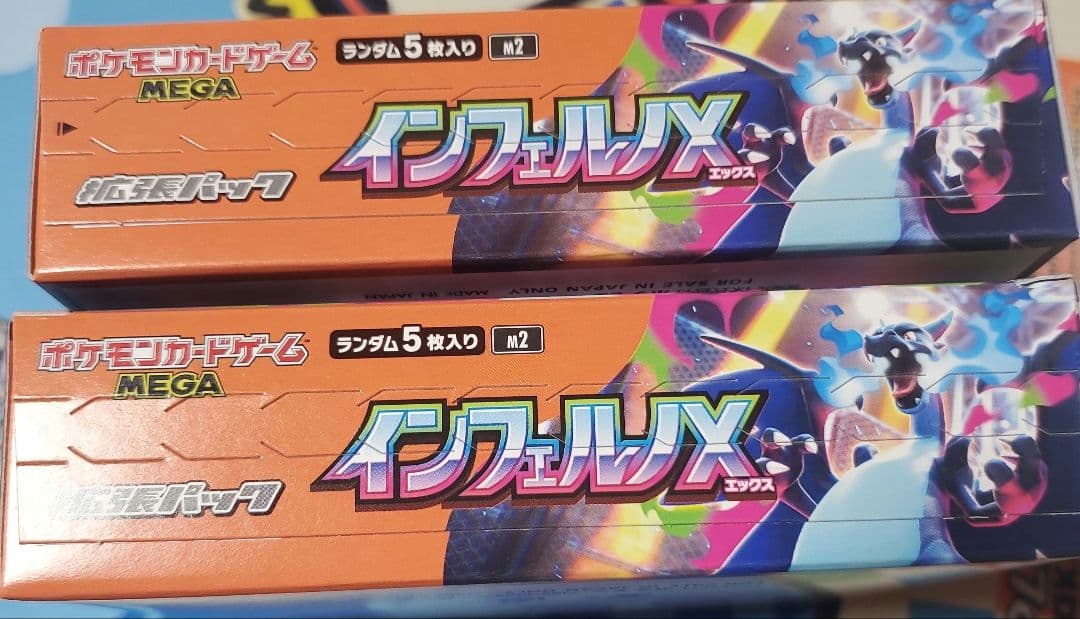 ポケモンカードゲーム
MEGA
ランダム5枚入り M2
インフェルノX
エックス
拡張パック
FOR SALE IN JAPAN ONLY MADE IN JAPAN
ポケモンカードゲーム
MEGA
ランダム5枚入り M2
インフェルノX
エックス
拡張パック